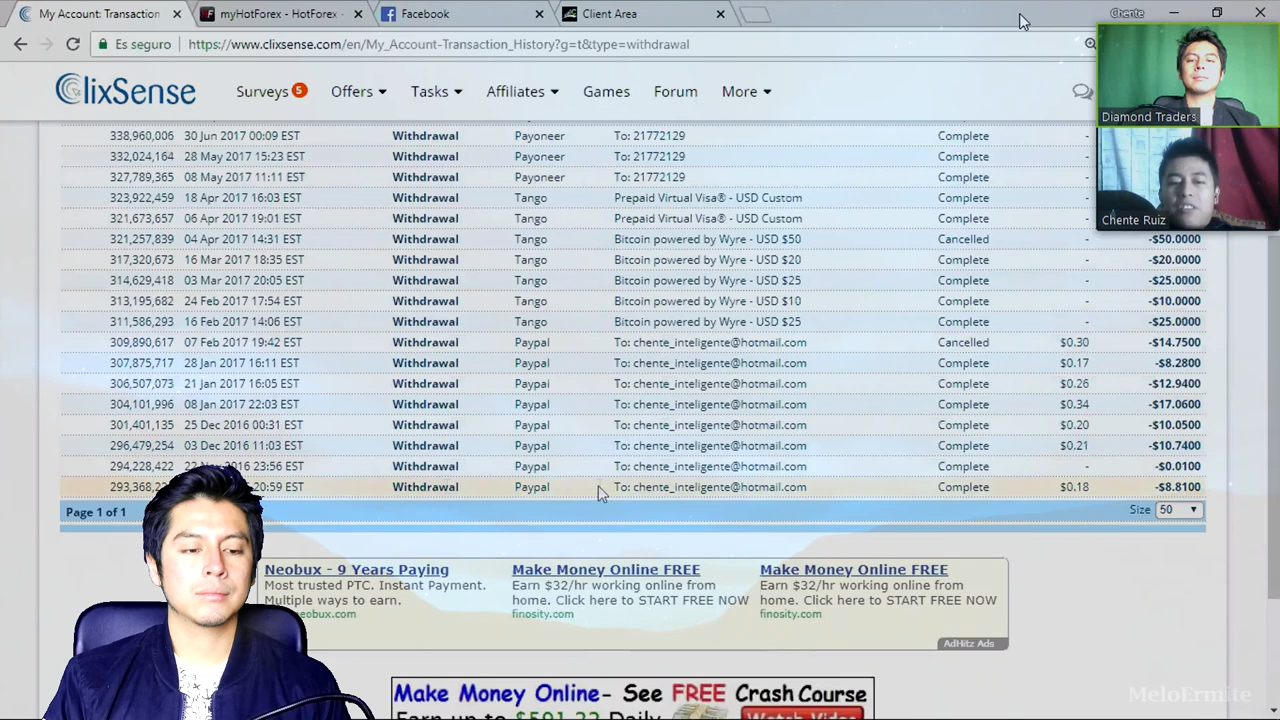 My Account: Transaction
myHotForex - HotForex
Facebook
Client Area
Chente
Es seguro
https://www.clixsense.com/en/My_Account-Transaction_History?g=t&type=withdrawal
ClixSense
Surveys 5
Offers
Tasks
Affiliates
Games
Forum
More
Diamond Traders
Chente Ruiz
338,960,006 30 Jun 2017 00:09 EST Withdrawal Payoneer To: 21772129 Complete -
332,024,164 28 May 2017 15:23 EST Withdrawal Payoneer To: 21772129 Complete -
327,789,365 08 May 2017 11:11 EST Withdrawal Payoneer To: 21772129 Complete -
323,922,459 18 Apr 2017 16:03 EST Withdrawal Tango Prepaid Virtual Visa® - USD Custom Complete -
321,673,657 06 Apr 2017 19:01 EST Withdrawal Tango Prepaid Virtual Visa® - USD Custom Complete -
321,257,839 04 Apr 2017 14:31 EST Withdrawal Tango Bitcoin powered by Wyre - USD $50 Cancelled - -$50.0000
317,320,673 16 Mar 2017 18:35 EST Withdrawal Tango Bitcoin powered by Wyre - USD $20 Complete - -$20.0000
314,629,418 03 Mar 2017 20:05 EST Withdrawal Tango Bitcoin powered by Wyre - USD $25 Complete - -$25.0000
313,195,682 24 Feb 2017 17:54 EST Withdrawal Tango Bitcoin powered by Wyre - USD $10 Complete - -$10.0000
311,586,293 16 Feb 2017 14:06 EST Withdrawal Tango Bitcoin powered by Wyre - USD $25 Complete - -$25.0000
309,890,617 07 Feb 2017 19:42 EST Withdrawal Paypal To: chente_inteligente@hotmail.com Cancelled $0.30 -$14.7500
307,875,717 28 Jan 2017 16:11 EST Withdrawal Paypal To: chente_inteligente@hotmail.com Complete $0.17 -$8.2800
306,507,073 21 Jan 2017 16:05 EST Withdrawal Paypal To: chente_inteligente@hotmail.com Complete $0.26 -$12.9400
304,101,996 08 Jan 2017 22:03 EST Withdrawal Paypal To: chente_inteligente@hotmail.com Complete $0.34 -$17.0600
301,401,135 25 Dec 2016 00:31 EST Withdrawal Paypal To: chente_inteligente@hotmail.com Complete $0.20 -$10.0500
296,479,254 03 Dec 2016 11:03 EST Withdrawal Paypal To: chente_inteligente@hotmail.com Complete $0.21 -$10.7400
294,228,422 2016 23:56 EST Withdrawal Paypal To: chente_inteligente@hotmail.com Complete - -$0.0100
20:59 EST Withdrawal Paypal To: chente_inteligente@hotmail.com Complete $0.18 -$8.8100
Page 1 of 1
Size 50
Neobux - 9 Years Paying
Most trusted PTC. Instant Payment.
Multiple ways to earn.
neobux.com
Make Money Online FREE
Earn $32/hr working online from
home. Click here to START FREE NOW
finosity.com
Make Money Online FREE
Earn $32/hr working online from
home. Click here to START FREE NOW
finosity.com
AdHitz Ads
Make Money Online- See FREE Crash Course
Earn up to $591.22 Daily
Watch Video
MeloErmite